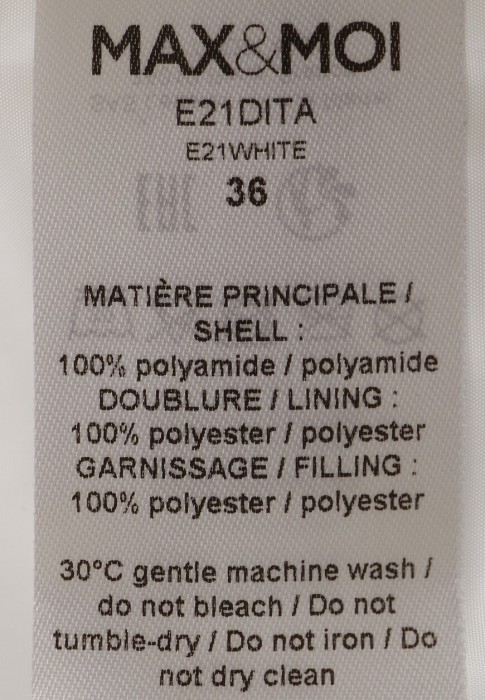 MAX&MOI
E21DITA
E21WHITE
36
MATIÈRE PRINCIPALE /
SHELL :
100% polyamide / polyamide
DOUBLURE / LINING :
100% polyester / polyester
GARNISSAGE / FILLING :
100% polyester / polyester
30°C gentle machine wash /
do not bleach / Do not
tumble-dry / Do not iron / Do
not dry clean